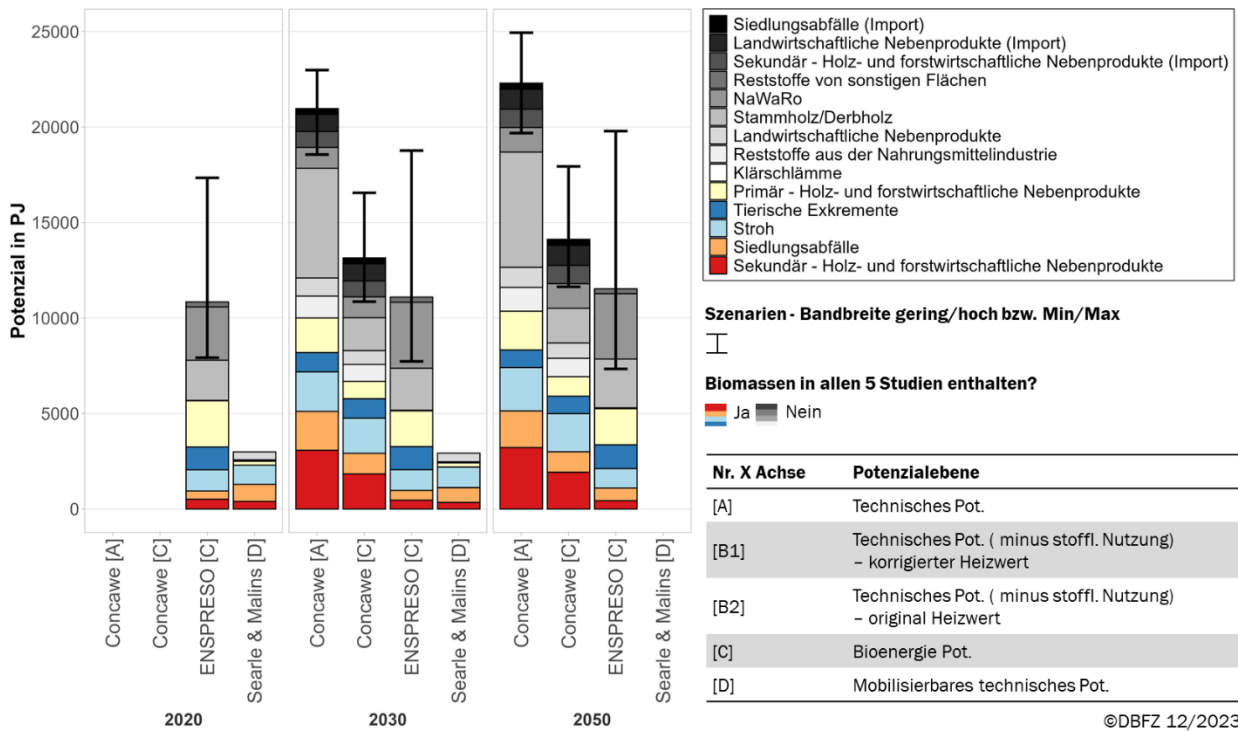 Potenzial in PJ
25000
20000
15000
10000
5000
0
Concawe [A]
Concawe [C]
ENSPRESO [C]
Searle & Malins [D]
Concawe [A]
Concawe [C]
ENSPRESO [C]
Searle & Malins [D]
Concawe [A]
Concawe [C]
ENSPRESO [C]
Searle & Malins [D]
2020
2030
2050
Siedlungsabfälle (Import)
Landwirtschaftliche Nebenprodukte (Import)
Sekundär - Holz- und forstwirtschaftliche Nebenprodukte (Import)
Reststoffe von sonstigen Flächen
NaWaRo
Stammholz/Derbholz
Landwirtschaftliche Nebenprodukte
Reststoffe aus der Nahrungsmittelindustrie
Klärschlämme
Primär - Holz- und forstwirtschaftliche Nebenprodukte
Tierische Exkremente
Stroh
Siedlungsabfälle
Sekundär - Holz- und forstwirtschaftliche Nebenprodukte
Szenarien - Bandbreite gering/hoch bzw. Min/Max
Biomassen in allen 5 Studien enthalten?
Ja Nein
Nr. X Achse Potenzialebene
[A] Technisches Pot.
[B1] Technisches Pot. ( minus stoffl. Nutzung)
– korrigierter Heizwert
[B2] Technisches Pot. ( minus stoffl. Nutzung)
– original Heizwert
[C] Bioenergie Pot.
[D] Mobilisierbares technisches Pot.
©DBFZ 12/2023